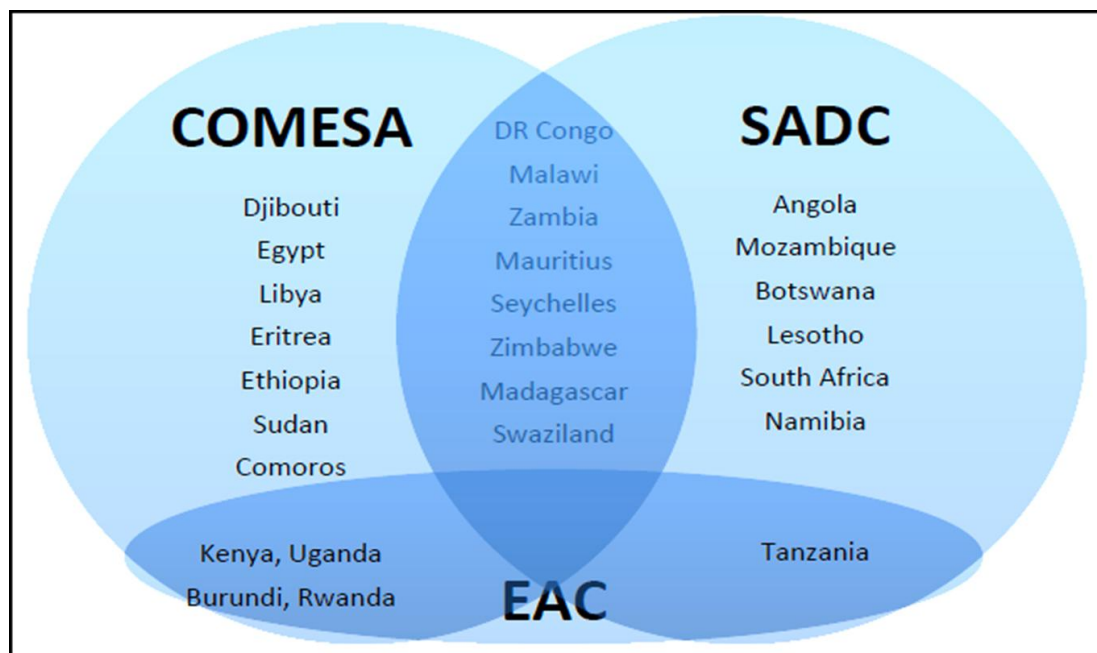 COMESA
Djibouti
Egypt
Libya
Eritrea
Ethiopia
Sudan
Comoros
DR Congo
Malawi
Zambia
Mauritius
Seychelles
Zimbabwe
Madagascar
Swaziland
SADC
Angola
Mozambique
Botswana
Lesotho
South Africa
Namibia
Kenya, Uganda
Burundi, Rwanda
EAC
Tanzania